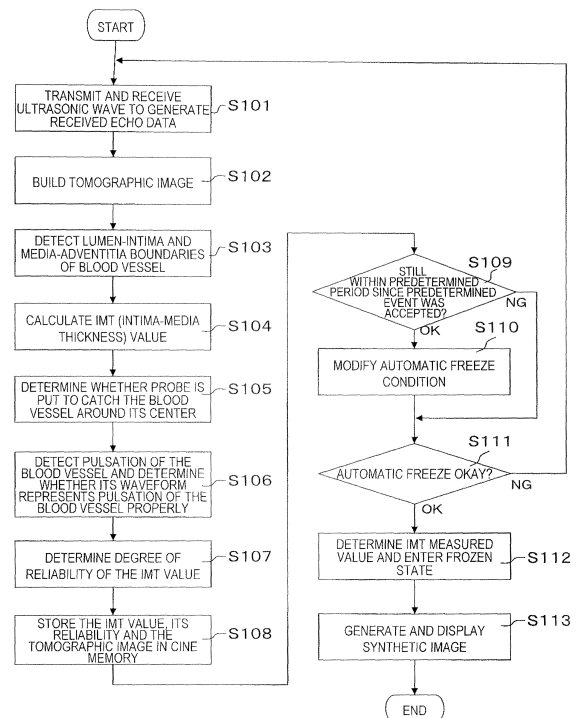 START
TRANSMIT AND RECEIVE
ULTRASONIC WAVE TO GENERATE
RECEIVED ECHO DATA
S101
BUILD TOMOGRAPHIC IMAGE
S102
DETECT LUMEN-INTIMA AND
MEDIA-ADVENTITIA BOUNDARIES
OF BLOOD VESSEL
S103
CALCULATE IMT (INTIMA-MEDIA
THICKNESS) VALUE
S104
DETERMINE WHETHER PROBE IS
PUT TO CATCH THE BLOOD
VESSEL AROUND ITS CENTER
S105
DETECT PULSATION OF THE
BLOOD VESSEL AND DETERMINE
WHETHER ITS WAVEFORM
REPRESENTS PULSATION OF THE
BLOOD VESSEL PROPERLY
S106
DETERMINE DEGREE OF
RELIABILITY OF THE IMT VALUE
S107
STORE THE IMT VALUE, ITS
RELIABILITY AND THE
TOMOGRAPHIC IMAGE IN CINE
MEMORY
S108
S109
STILL
WITHIN PREDETERMINED
PERIOD SINCE PREDETERMINED
EVENT WAS
ACCEPTED?
NG
OK
S110
MODIFY AUTOMATIC FREEZE
CONDITION
S111
AUTOMATIC FREEZE OKAY?
NG
OK
DETERMINE IMT MEASURED
VALUE AND ENTER FROZEN
STATE
S112
GENERATE AND DISPLAY
SYNTHETIC IMAGE
S113
END